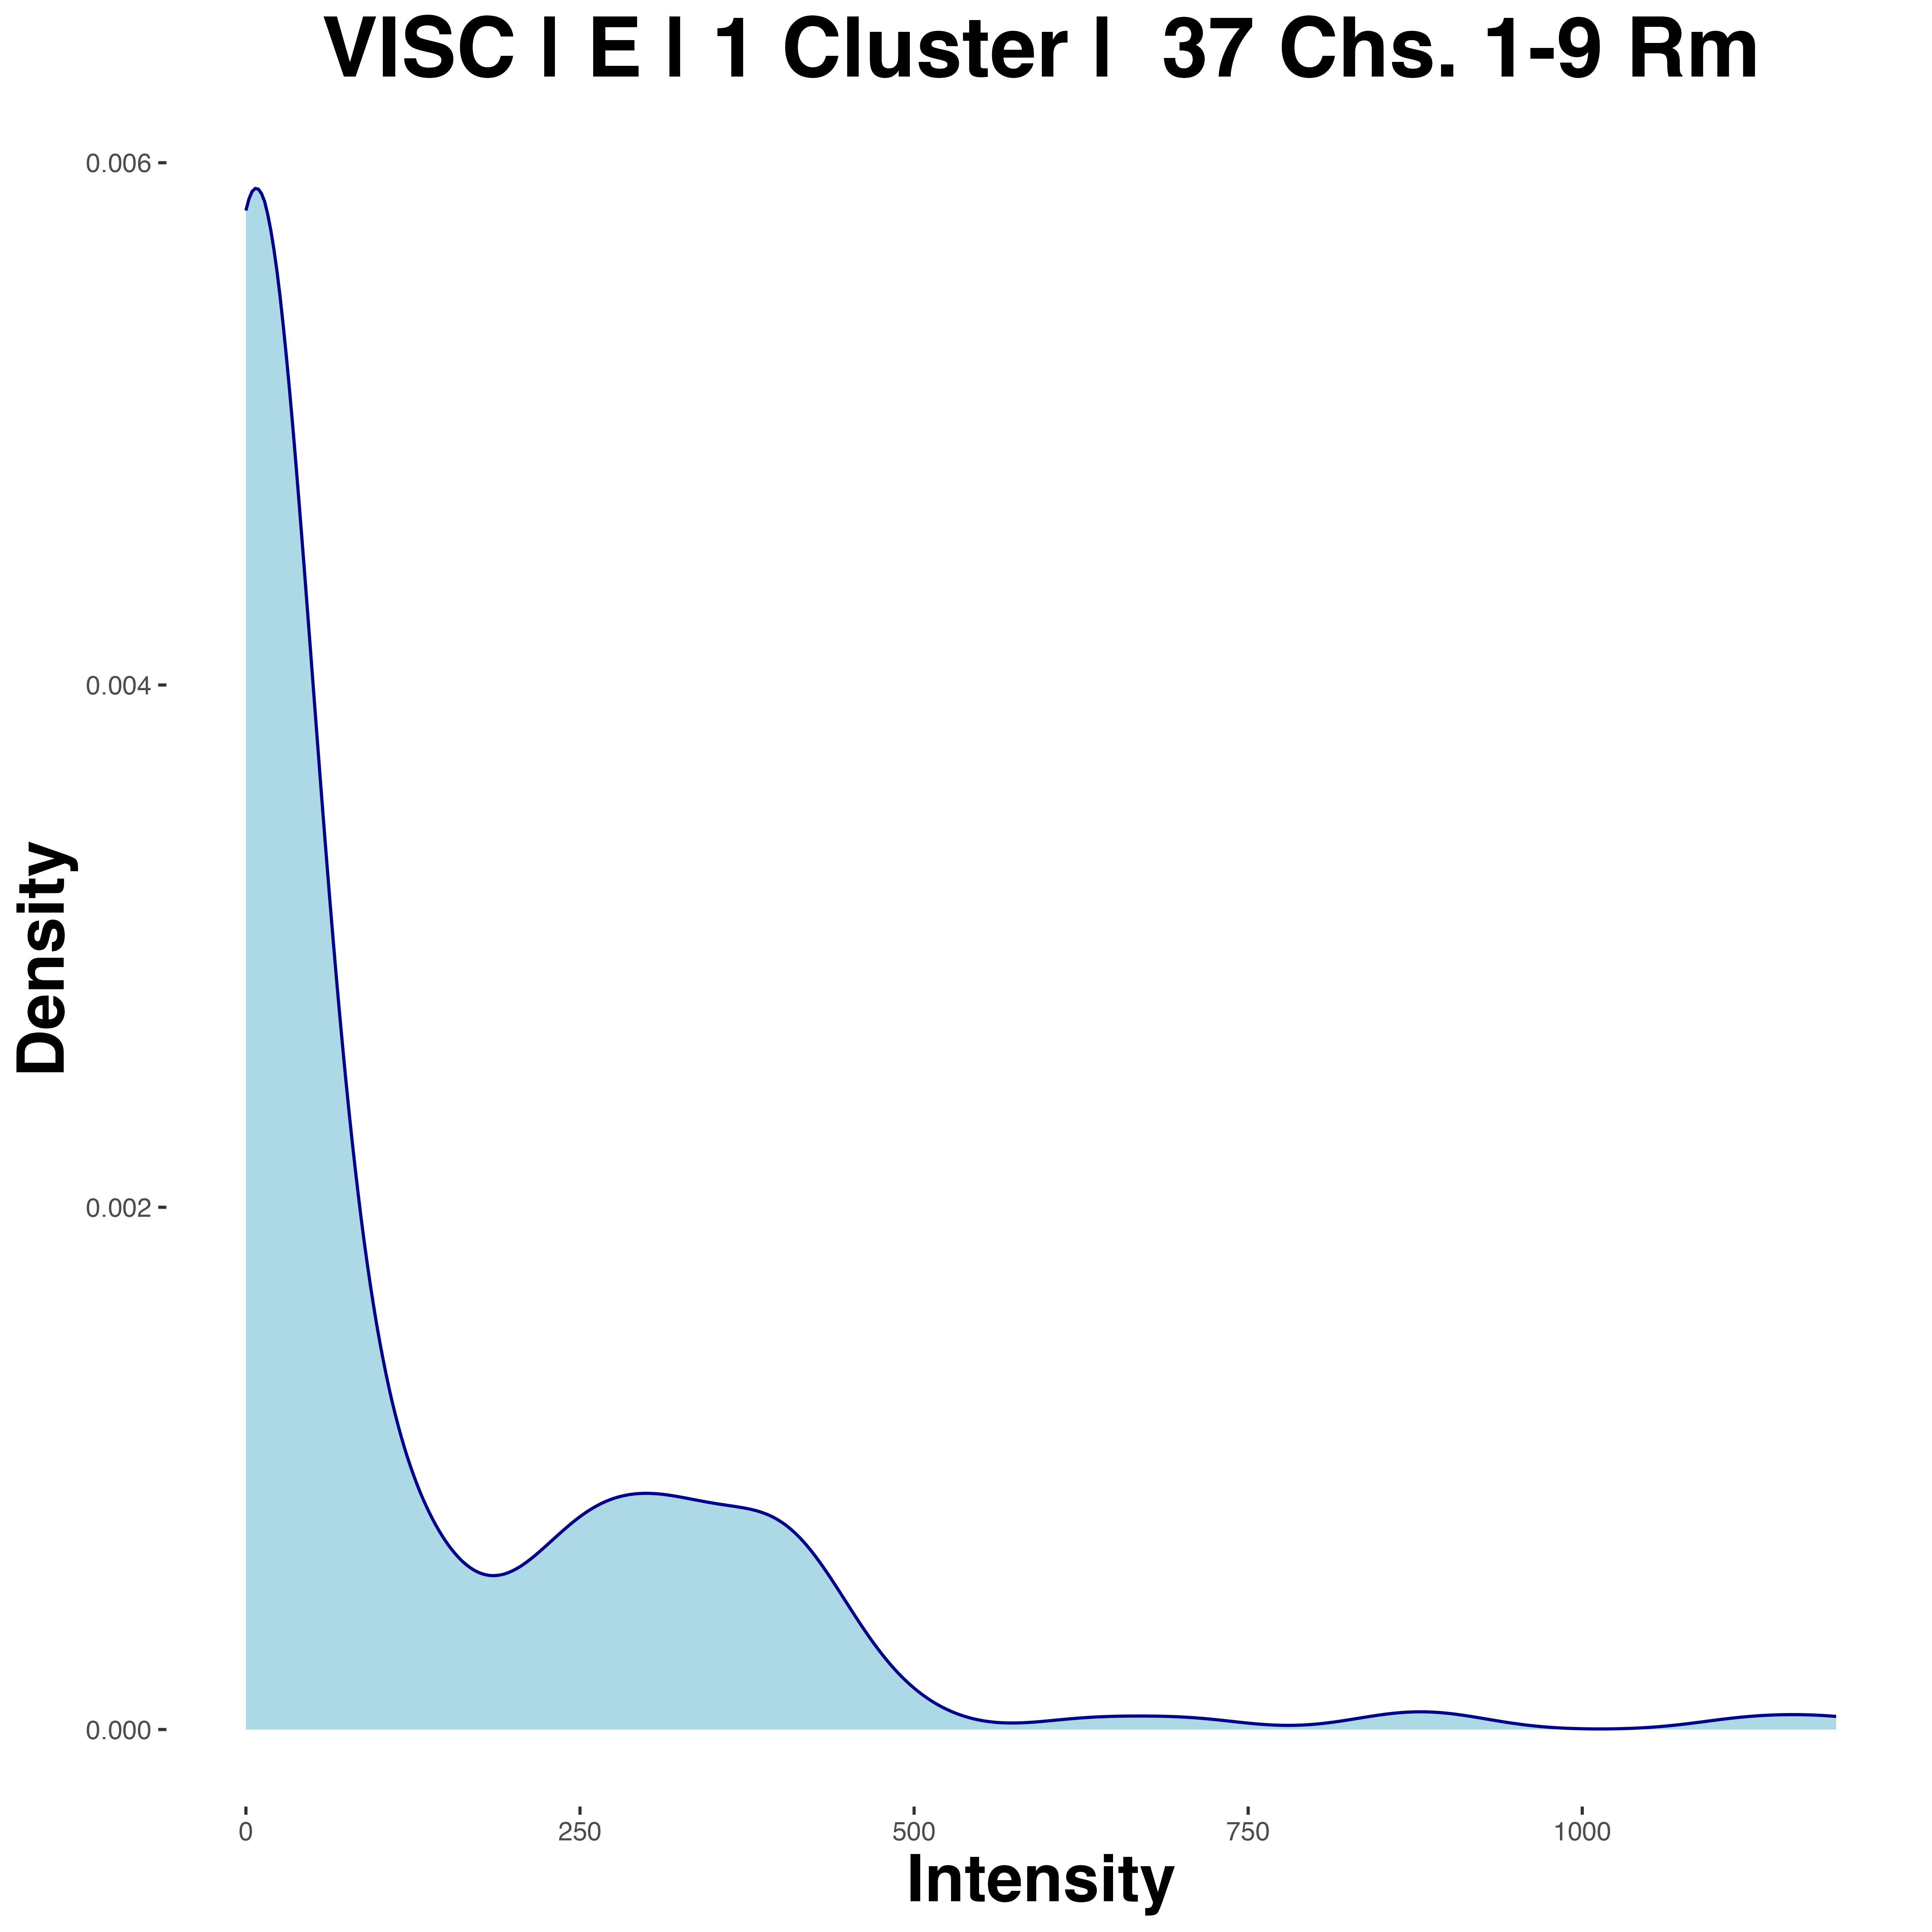 VISC | E | 1 Cluster | 37 Chs. 1-9 Rm
0.006
0.004
0.002
0.000
Density
0 250 500 750 1000
Intensity